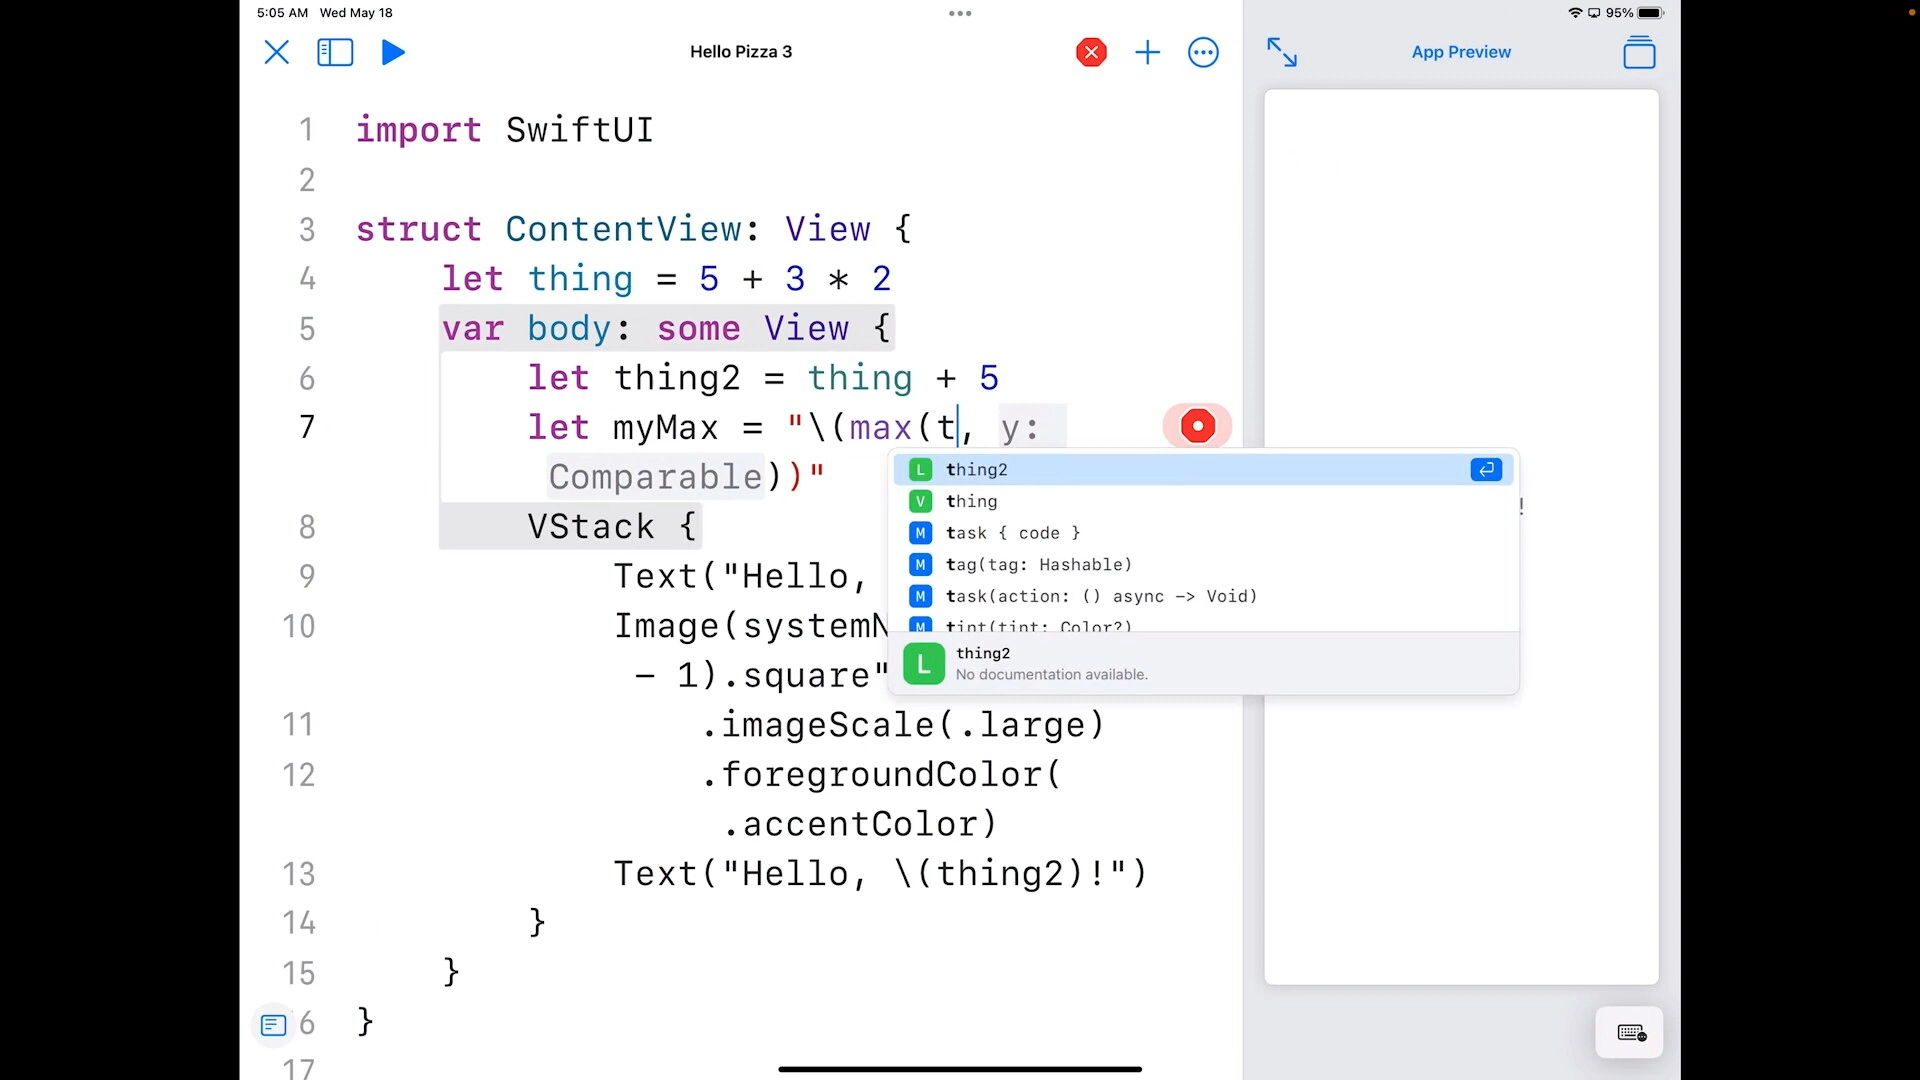 5:05 AM Wed May 18
95%
Hello Pizza 3
App Preview
1 import SwiftUI
2
3 struct ContentView: View {
4 let thing = 5 + 3 * 2
5 var body: some View {
6 let thing2 = thing + 5
7 let myMax = "\(max(t, y:
Comparable))"
8 VStack {
9 Text("Hello,
!
10 Image(systemN
- 1).square"
11 .imageScale(.large)
12 .foregroundColor(
.accentColor)
13 Text("Hello, \(thing2)!")
14 }
15 }
6 }
17
L thing2
V thing
M task { code }
M tag(tag: Hashable)
M task(action: () async -> Void)
M tint(tint: Color?)
L thing2
No documentation available.